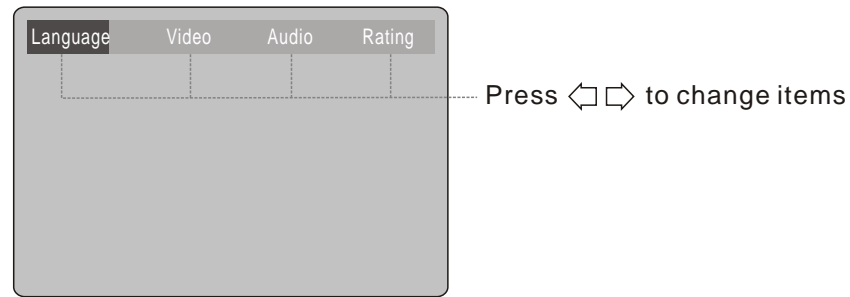 Language Video Audio Rating
Press ⇦ ⇨ to change items